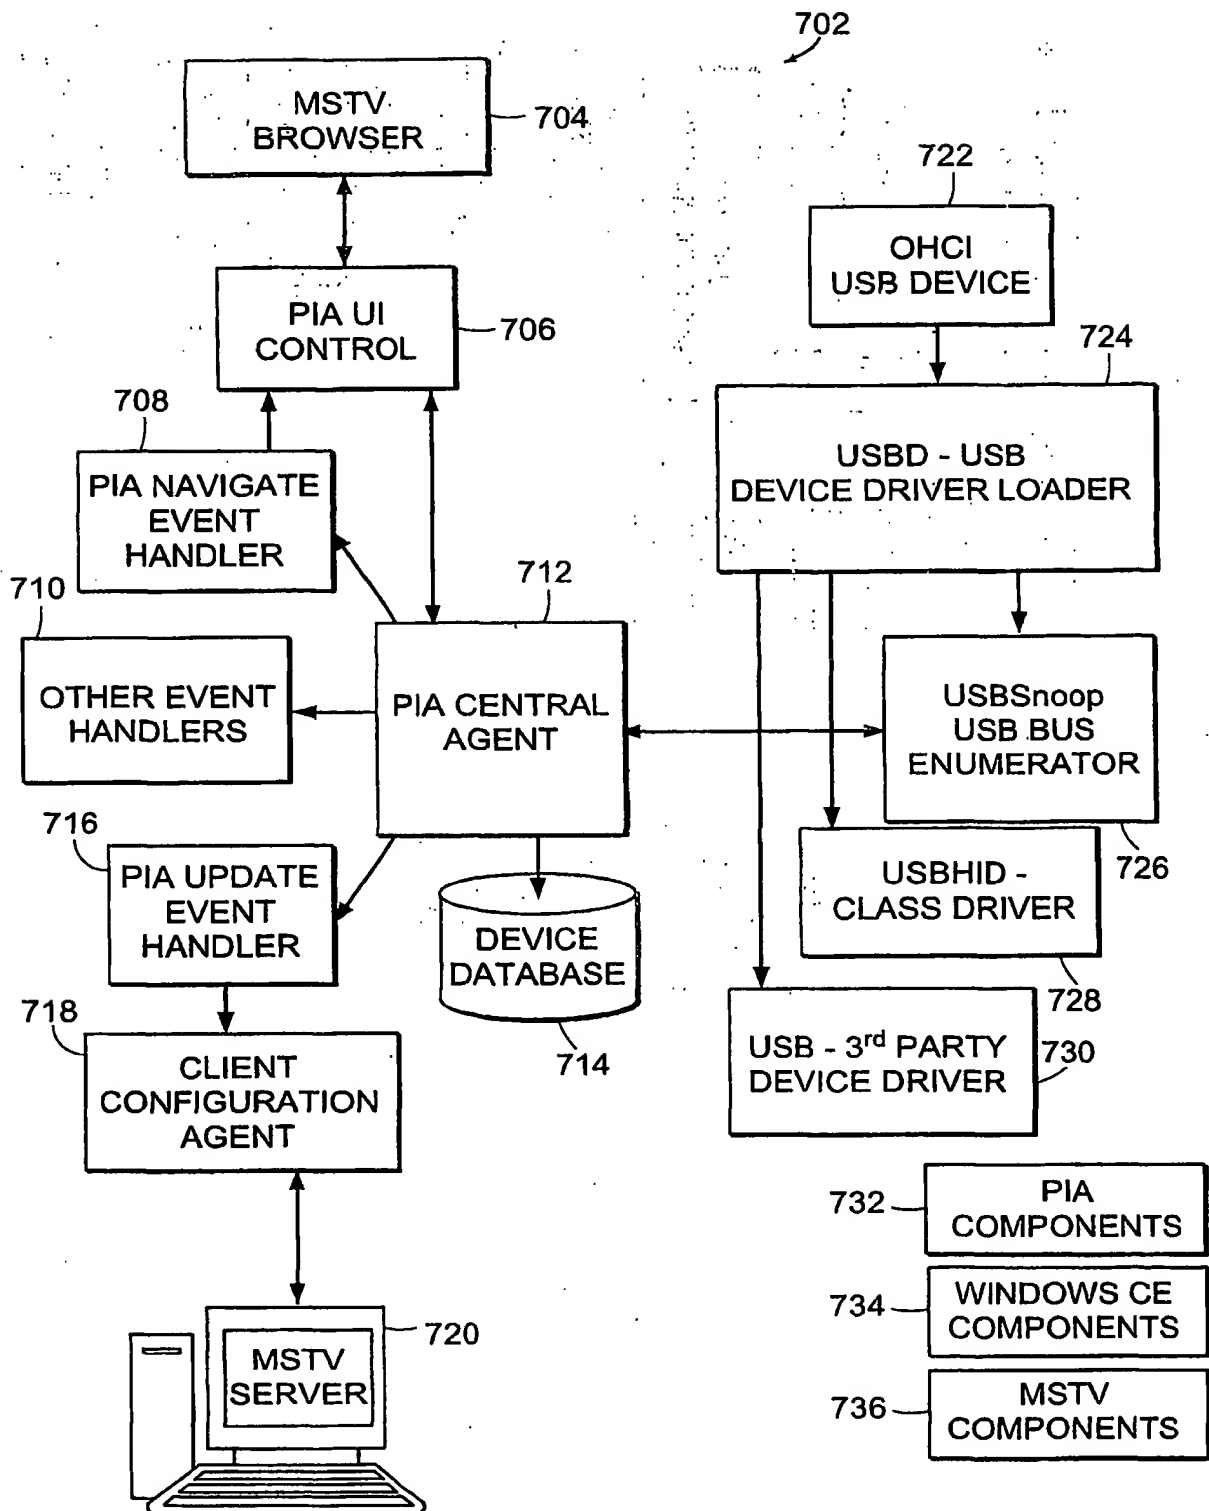 702
MSTV
BROWSER
704
722
OHCI
USB DEVICE
PIA UI
CONTROL
706
724
708
USBD - USB
DEVICE DRIVER LOADER
PIA NAVIGATE
EVENT
HANDLER
710
712
OTHER EVENT
HANDLERS
PIA CENTRAL
AGENT
USBSnoop
USB BUS
ENUMERATOR
716
726
PIA UPDATE
EVENT
HANDLER
USBHID -
CLASS DRIVER
DEVICE
DATABASE
728
718
714
USB - 3rd PARTY
DEVICE DRIVER
730
CLIENT
CONFIGURATION
AGENT
732
PIA
COMPONENTS
734
WINDOWS CE
COMPONENTS
720
MSTV
SERVER
736
MSTV
COMPONENTS